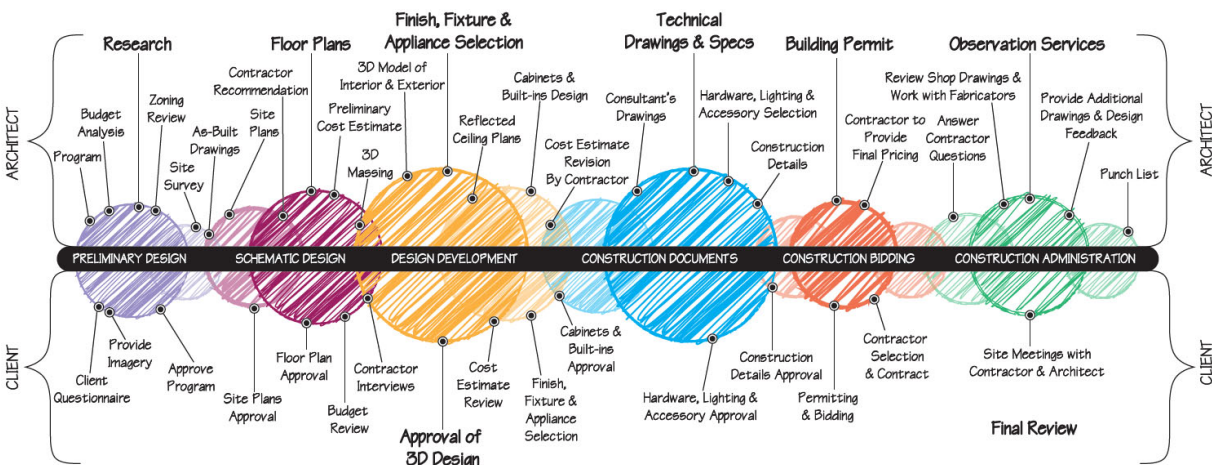 ARCHITECT
Research
Budget
Analysis
Program
Zoning
Review
Site
Survey
As-Built
Drawings
Contractor
Recommendation
Site
Plans
Floor Plans
3D Model of
Interior & Exterior
Preliminary
Cost Estimate
3D
Massing
Finish, Fixture &
Appliance Selection
Reflected
Ceiling Plans
Cabinets &
Built-ins Design
Cost Estimate
Revision
By Contractor
Technical
Drawings & Specs
Consultant's
Drawings
Hardware, Lighting &
Accessory Selection
Construction
Details
Building Permit
Contractor to
Provide
Final Pricing
Observation Services
Review Shop Drawings &
Work with Fabricators
Answer
Contractor
Questions
Provide Additional
Drawings & Design
Feedback
Punch List
ARCHITECT
PRELIMINARY DESIGN
SCHEMATIC DESIGN
DESIGN DEVELOPMENT
CONSTRUCTION DOCUMENTS
CONSTRUCTION BIDDING
CONSTRUCTION ADMINISTRATION
CLIENT
Client
Questionnaire
Provide
Imagery
Approve
Program
Site Plans
Approval
Floor Plan
Approval
Budget
Review
Contractor
Interviews
Approval of
3D Design
Cost
Estimate
Review
Finish,
Fixture &
Appliance
Selection
Cabinets &
Built-ins
Approval
Hardware, Lighting &
Accessory Approval
Construction
Details Approval
Permitting
& Bidding
Contractor
Selection
& Contract
Site Meetings with
Contractor & Architect
Final Review
CLIENT